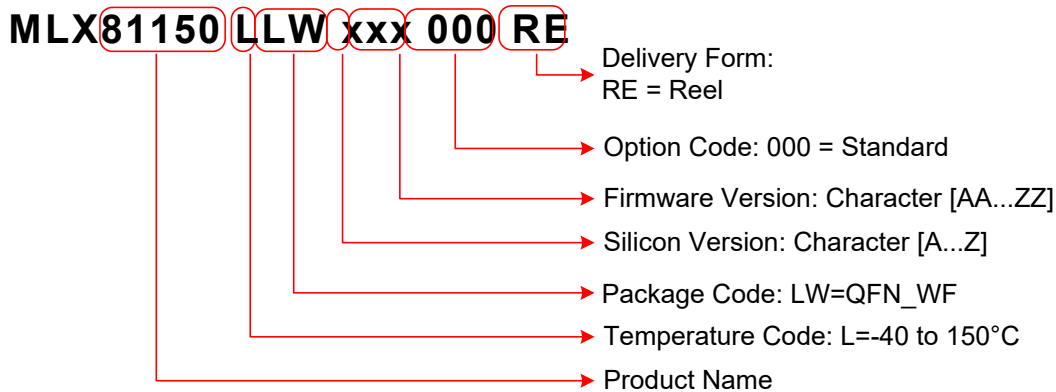 MLX81150 LLW xxx 000 RE
Delivery Form:
RE = Reel
Option Code: 000 = Standard
Firmware Version: Character [AA...ZZ]
Silicon Version: Character [A...Z]
Package Code: LW=QFN_WF
Temperature Code: L=-40 to 150°C
Product Name